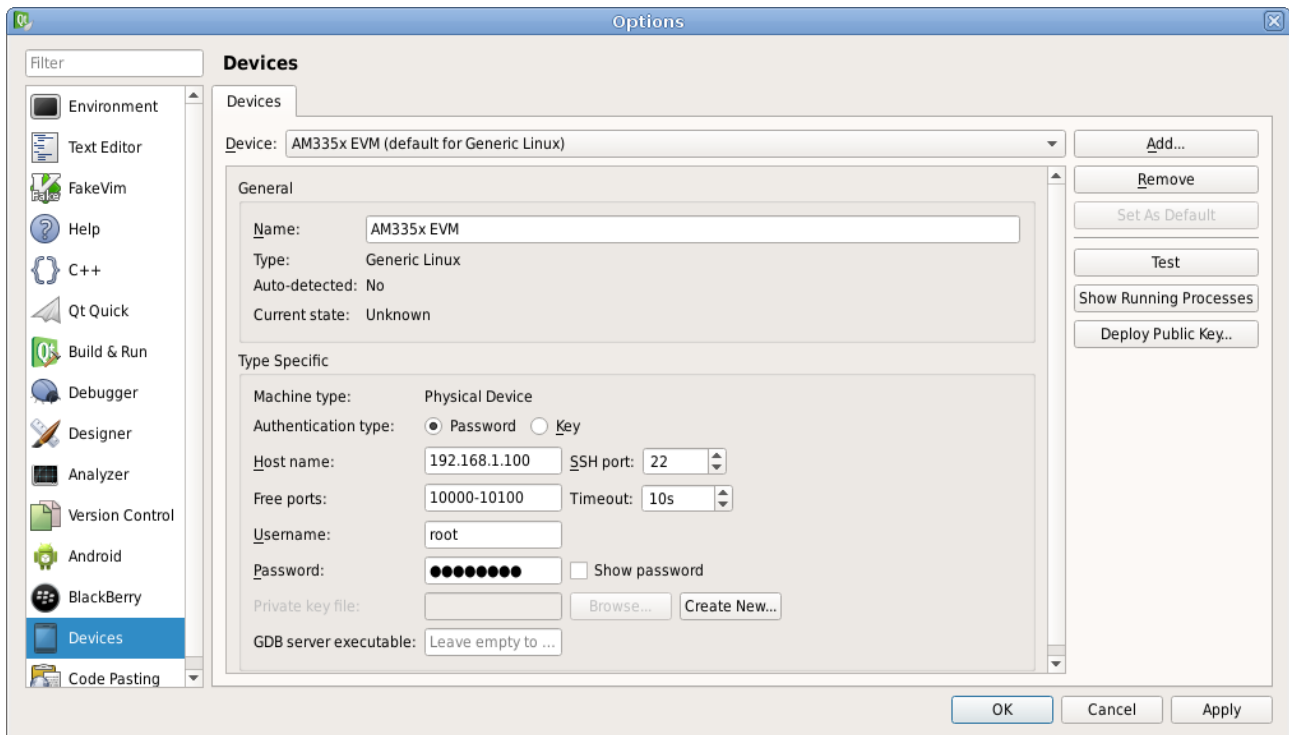 Options
Filter
Devices
Environment
Text Editor
FakeVim
Help
C++
Qt Quick
Build & Run
Debugger
Designer
Analyzer
Version Control
Android
BlackBerry
Devices
Code Pasting
Devices
Device: AM335x EVM (default for Generic Linux)
General
Name: AM335x EVM
Type: Generic Linux
Auto-detected: No
Current state: Unknown
Type Specific
Machine type: Physical Device
Authentication type: Password Key
Host name: 192.168.1.100 SSH port: 22
Free ports: 10000-10100 Timeout: 10s
Username: root
Password: ●●●●●●●● Show password
Private key file: Browse... Create New...
GDB server executable: Leave empty to ...
Add...
Remove
Set As Default
Test
Show Running Processes
Deploy Public Key...
OK Cancel Apply